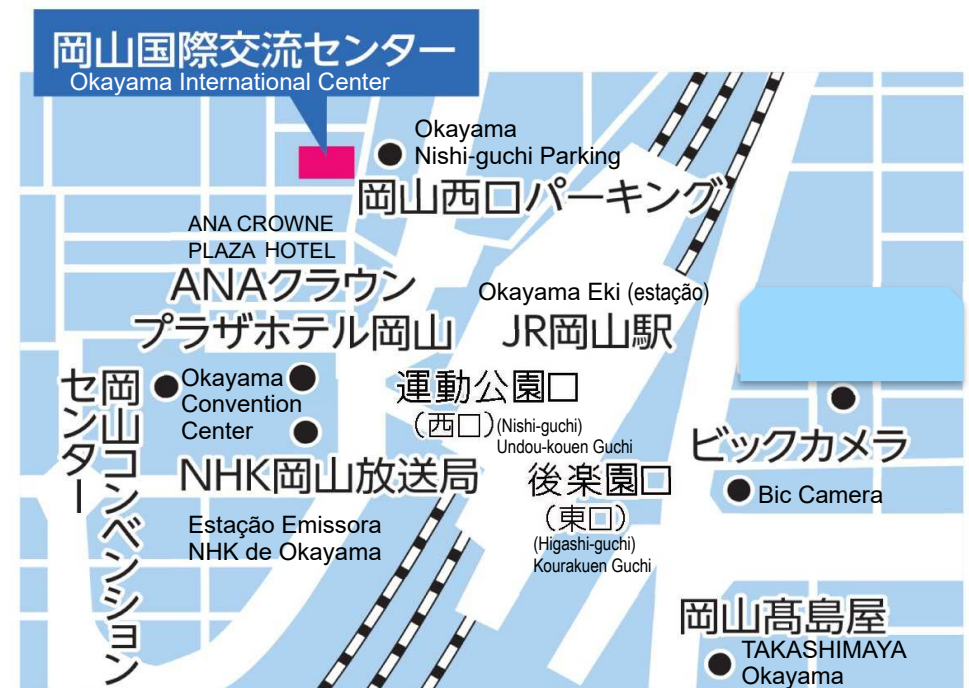 岡山国際交流センター
Okayama International Center
Okayama
Nishi-guchi Parking
岡山西口パーキング
ANA CROWNE
PLAZA HOTEL
ANAクラウン
プラザホテル岡山
Okayama Eki (estação)
JR岡山駅
岡山コンベンション
センター
Okayama
Convention
Center
運動公園口
(西口)(Nishi-guchi)
Undou-kouen Guchi
NHK岡山放送局
Estação Emissora
NHK de Okayama
後楽園口
(東口)
(Higashi-guchi)
Kourakuen Guchi
ビックカメラ
Bic Camera
岡山髙島屋
TAKASHIMAYA
Okayama